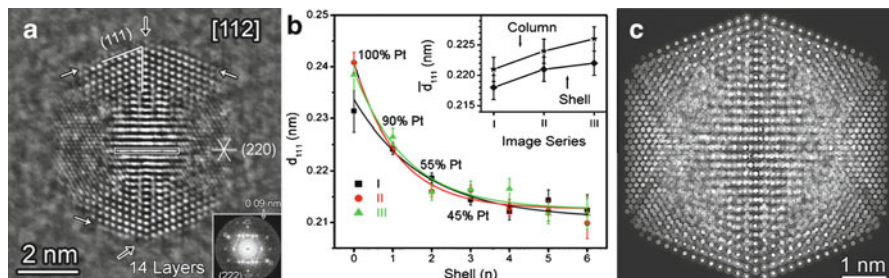 a
[112]
(111)
(220)
0.09 nm
2 nm
14 Layers
(222)
b
0.25
0.24
0.23
0.22
0.21
d111 (nm)
100% Pt
90% Pt
55% Pt
45% Pt
I
II
III
0 1 2 3 4 5 6
Shell (n)
0.225
0.220
0.215
d111 (nm)
Column
Shell
I II III
Image Series
c
1 nm